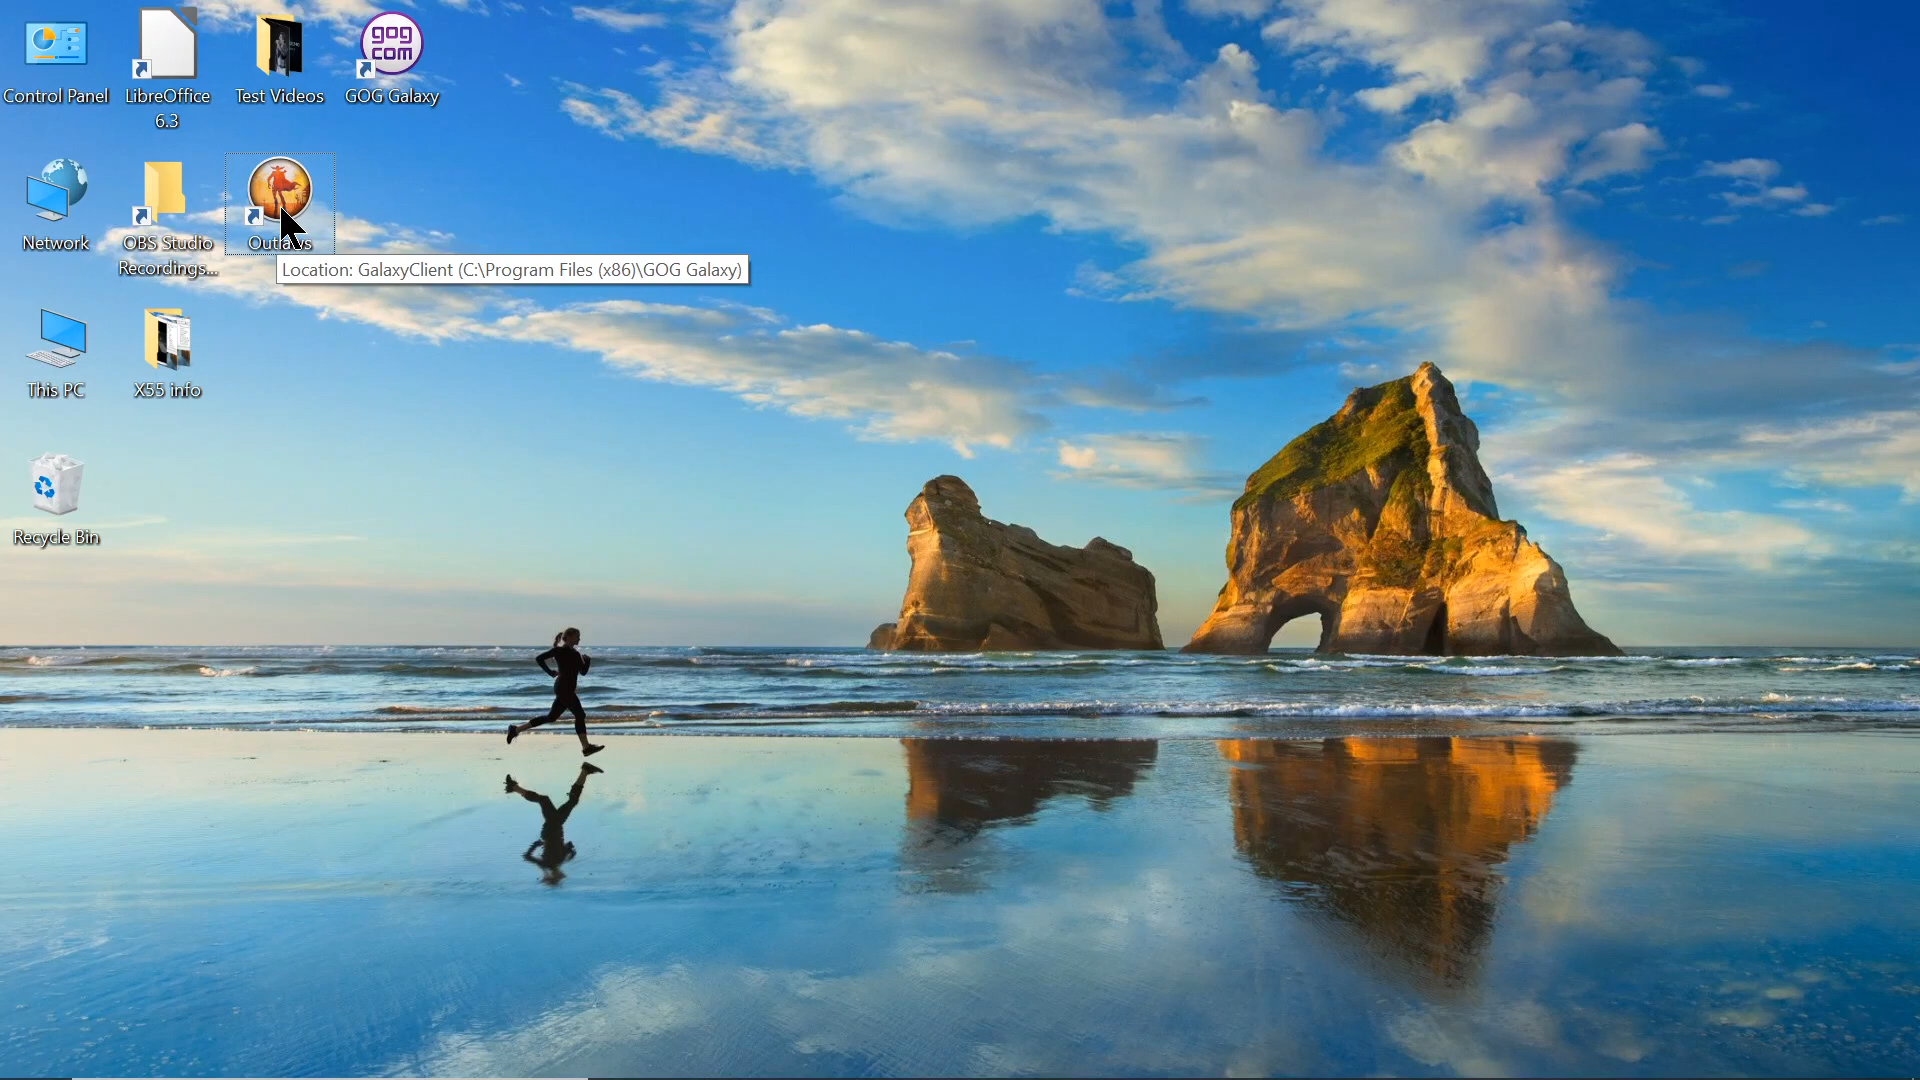 Control Panel
LibreOffice
6.3
Test Videos
gog
com
GOG Galaxy
Network
OBS Studio
Recordings...
Location: GalaxyClient (C:\Program Files (x86)\GOG Galaxy)
This PC
X55 info
Recycle Bin